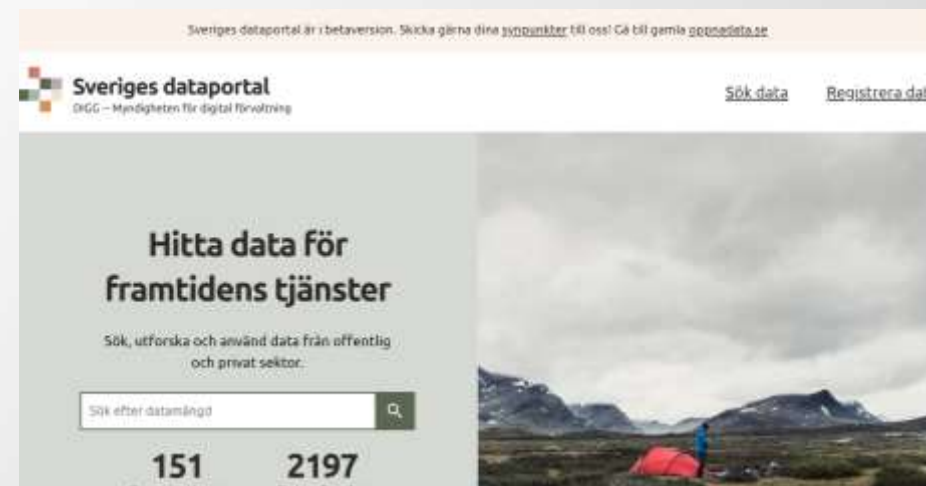 Sveriges dataportal är i betaversion. Skicka gärna dina synpunkter till oss! Gå till gamla oppnadata.se
Sveriges dataportal
DIGG – Myndigheten för digital förvaltning
Sök data
Registrera dat
Hitta data för
framtidens tjänster
Sök, utforska och använd data från offentlig
och privat sektor.
Sök efter datamängd
151 2197